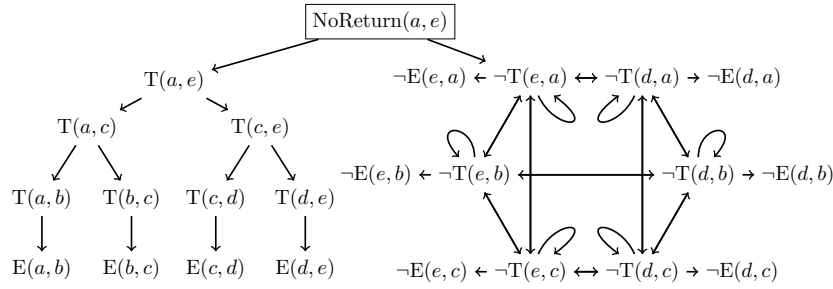 NoReturn(a, e)
T(a, e)
¬E(e, a) ¬T(e, a) ¬T(d, a) ¬E(d, a)
T(a, c) T(c, e)
¬E(e, b) ¬T(e, b) ¬T(d, b) ¬E(d, b)
T(a, b) T(b, c) T(c, d) T(d, e)
E(a, b) E(b, c) E(c, d) E(d, e)
¬E(e, c) ¬T(e, c) ¬T(d, c) ¬E(d, c)